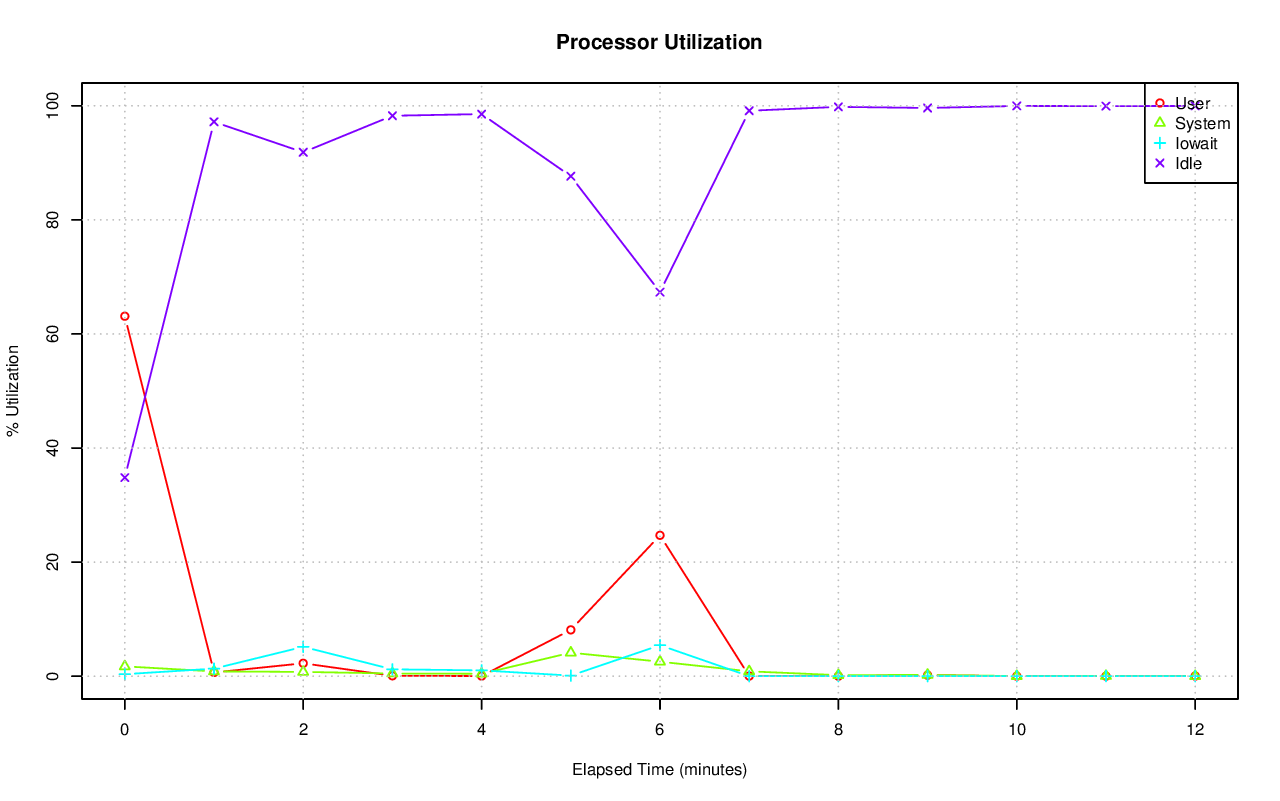 Processor Utilization
100
80
60
40
20
0
% Utilization
User
System
Iowait
Idle
0 2 4 6 8 10 12
Elapsed Time (minutes)